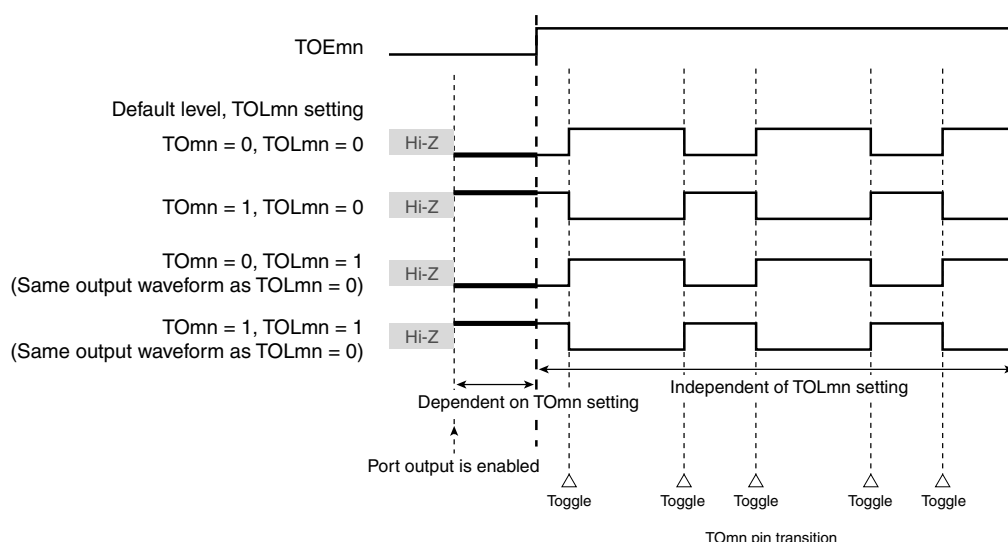 TOEmn
Default level, TOLmn setting
TOmn = 0, TOLmn = 0
Hi-Z
TOmn = 1, TOLmn = 0
Hi-Z
TOmn = 0, TOLmn = 1
(Same output waveform as TOLmn = 0)
Hi-Z
TOmn = 1, TOLmn = 1
(Same output waveform as TOLmn = 0)
Hi-Z
Independent of TOLmn setting
Dependent on TOmn setting
Port output is enabled
Toggle Toggle Toggle Toggle Toggle
TOmn pin transition